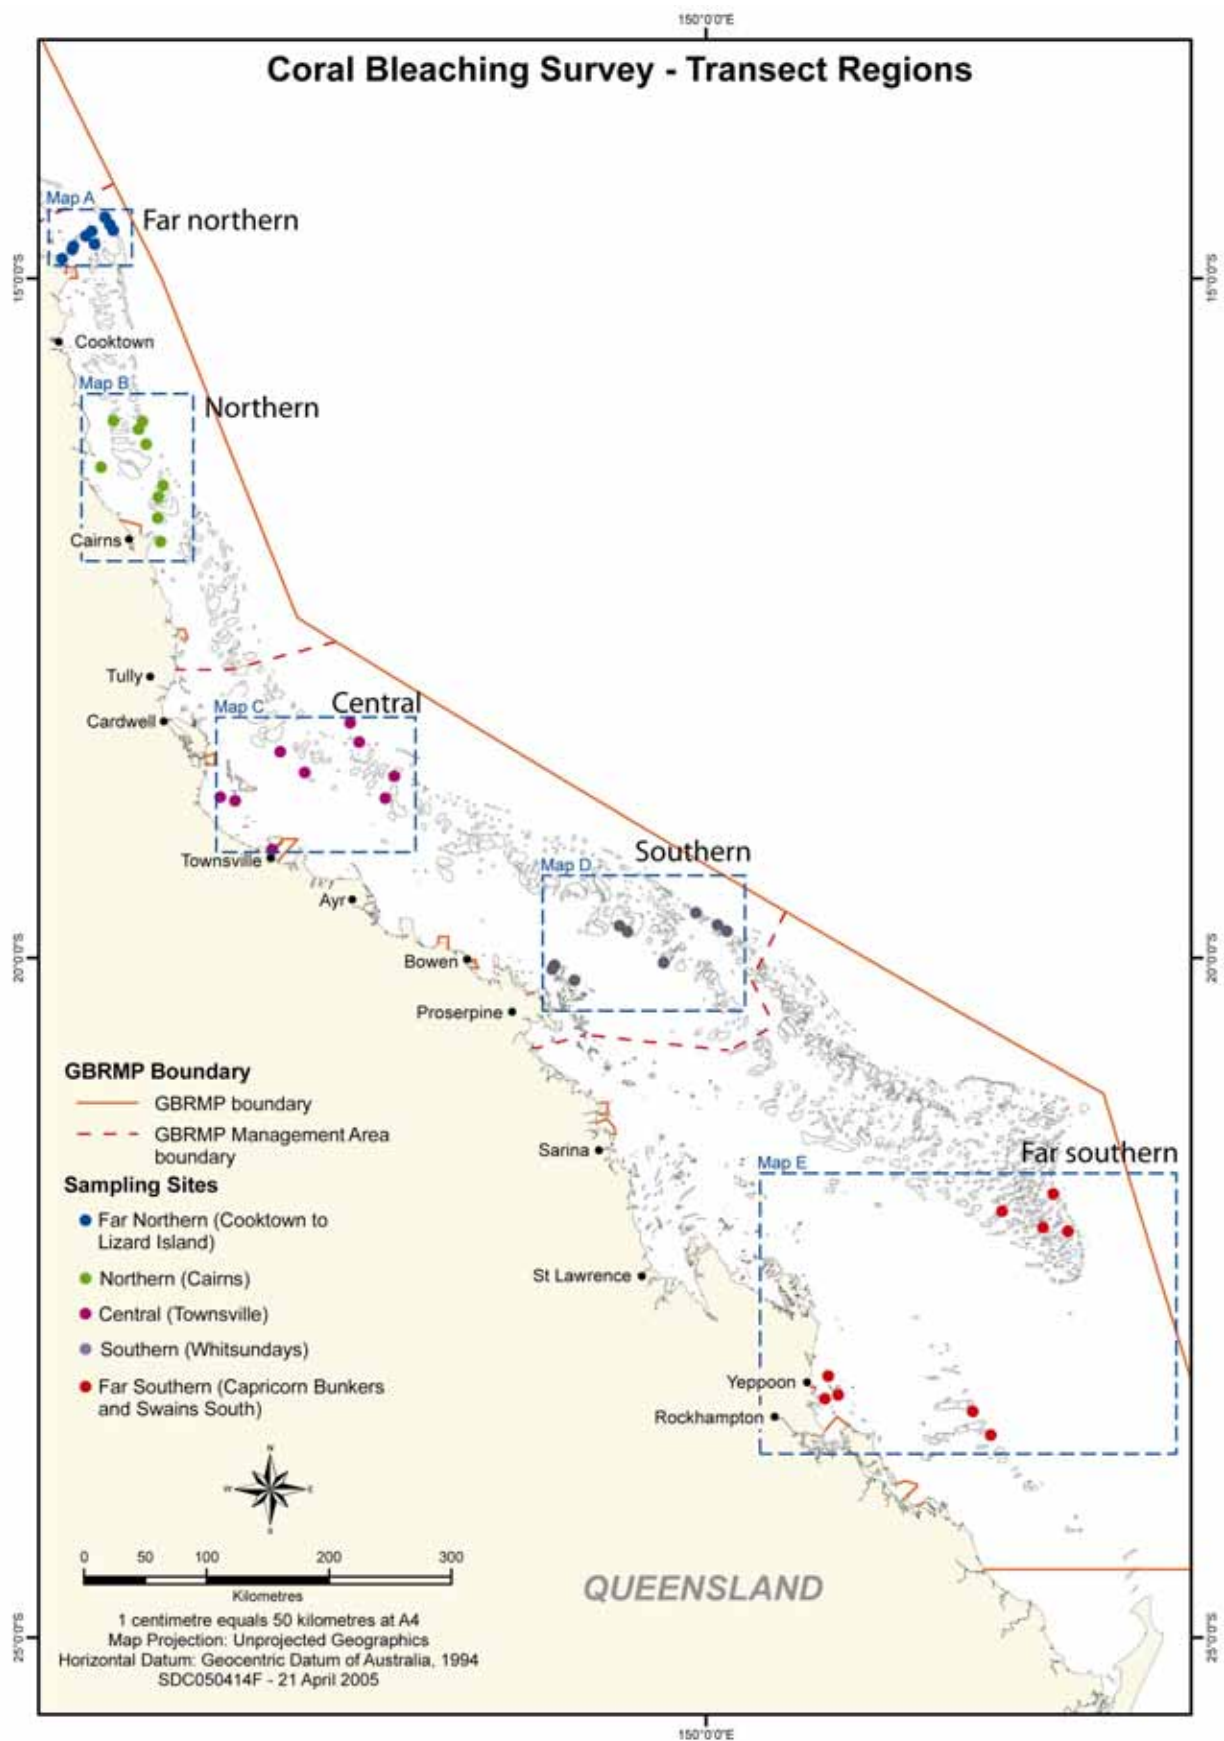 150°0'0"E
Coral Bleaching Survey - Transect Regions
Map A
Far northern
15°0'0"S
15°0'0"S
Cooktown
Map B
Northern
Cairns
Tully
Cardwell
Map C
Central
Townsville
Ayr
Map D
Southern
20°0'0"S
20°0'0"S
Bowen
Proserpine
GBRMP Boundary
GBRMP boundary
GBRMP Management Area
boundary
Sarina
Map E
Far southern
Sampling Sites
Far Northern (Cooktown to
Lizard Island)
Northern (Cairns)
St Lawrence
Central (Townsville)
Southern (Whitsundays)
Far Southern (Capricorn Bunkers
and Swains South)
Yeppoon
Rockhampton
N
W
E
S
0 50 100 200 300
Kilometres
QUEENSLAND
1 centimetre equals 50 kilometres at A4
Map Projection: Unprojected Geographics
Horizontal Datum: Geocentric Datum of Australia, 1994
SDC050414F - 21 April 2005
25°0'0"S
25°0'0"S
150°0'0"E